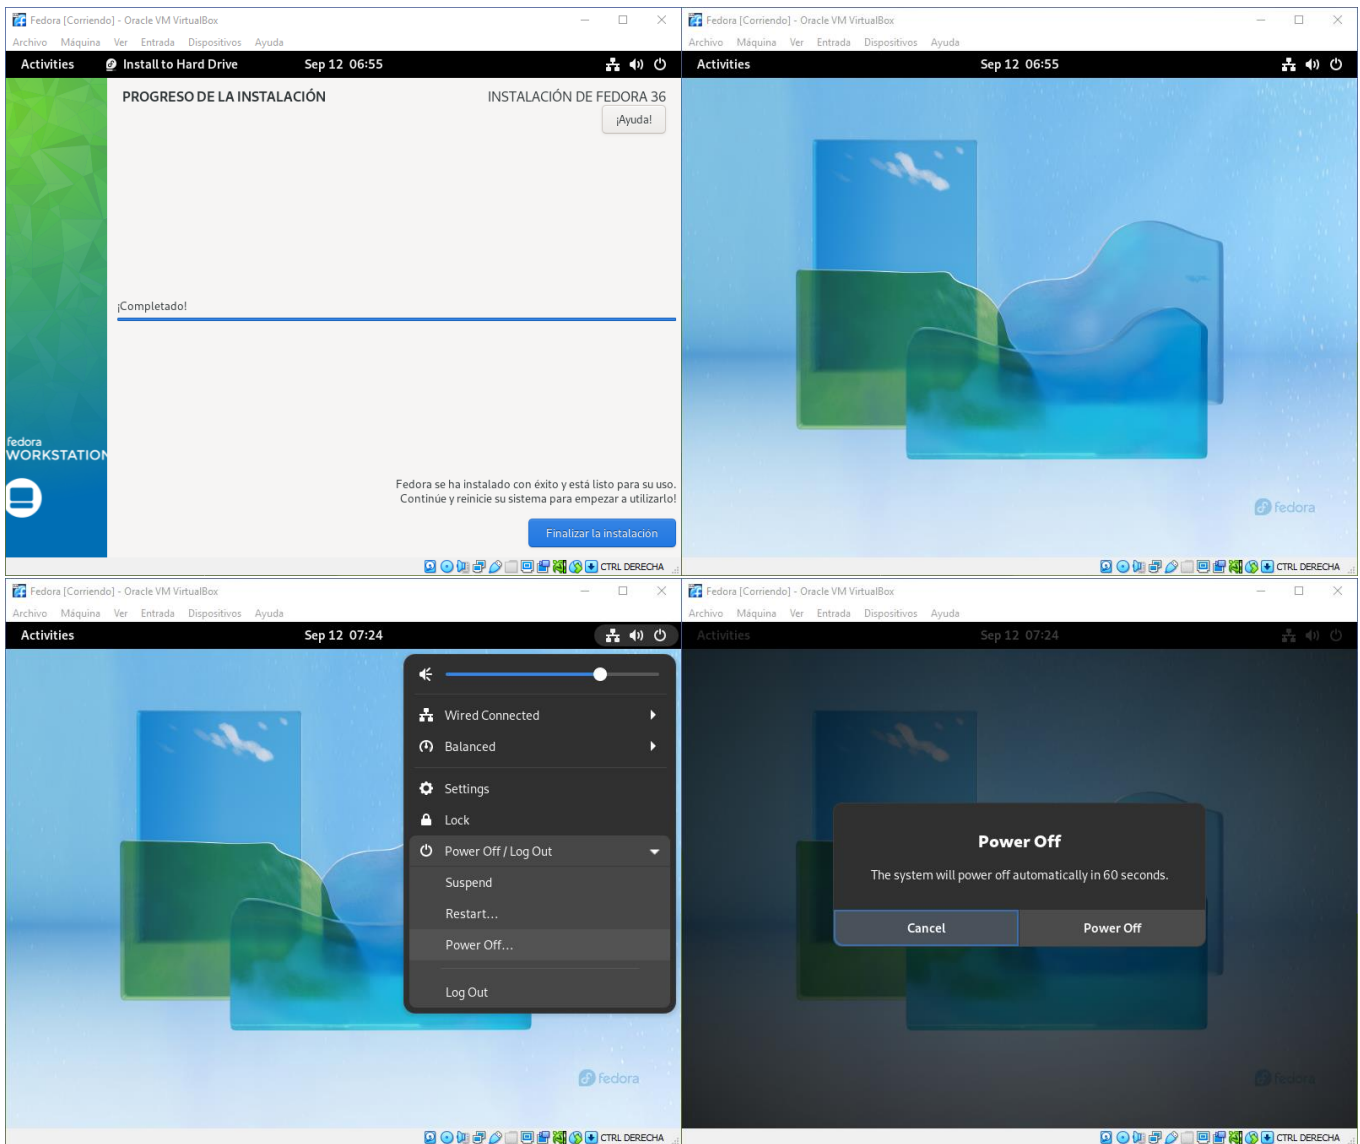 Fedora [Corriendo] - Oracle VM VirtualBox
Archivo Máquina Ver Entrada Dispositivos Ayuda
Activities Install to Hard Drive Sep 12 06:55
PROGRESO DE LA INSTALACIÓN INSTALACIÓN DE FEDORA 36
¡Ayuda!
¡Completado!
fedora
WORKSTATION
Fedora se ha instalado con éxito y está listo para su uso.
Continúe y reinicie su sistema para empezar a utilizarlo!
Finalizar la instalación
CTRL DERECHA
Fedora [Corriendo] - Oracle VM VirtualBox
Archivo Máquina Ver Entrada Dispositivos Ayuda
Activities Sep 12 06:55
fedora
CTRL DERECHA
Fedora [Corriendo] - Oracle VM VirtualBox
Archivo Máquina Ver Entrada Dispositivos Ayuda
Activities Sep 12 07:24
Wired Connected
Balanced
Settings
Lock
Power Off / Log Out
Suspend
Restart...
Power Off...
Log Out
fedora
CTRL DERECHA
Fedora [Corriendo] - Oracle VM VirtualBox
Archivo Máquina Ver Entrada Dispositivos Ayuda
Activities Sep 12 07:24
Power Off
The system will power off automatically in 60 seconds.
Cancel Power Off
fedora
CTRL DERECHA